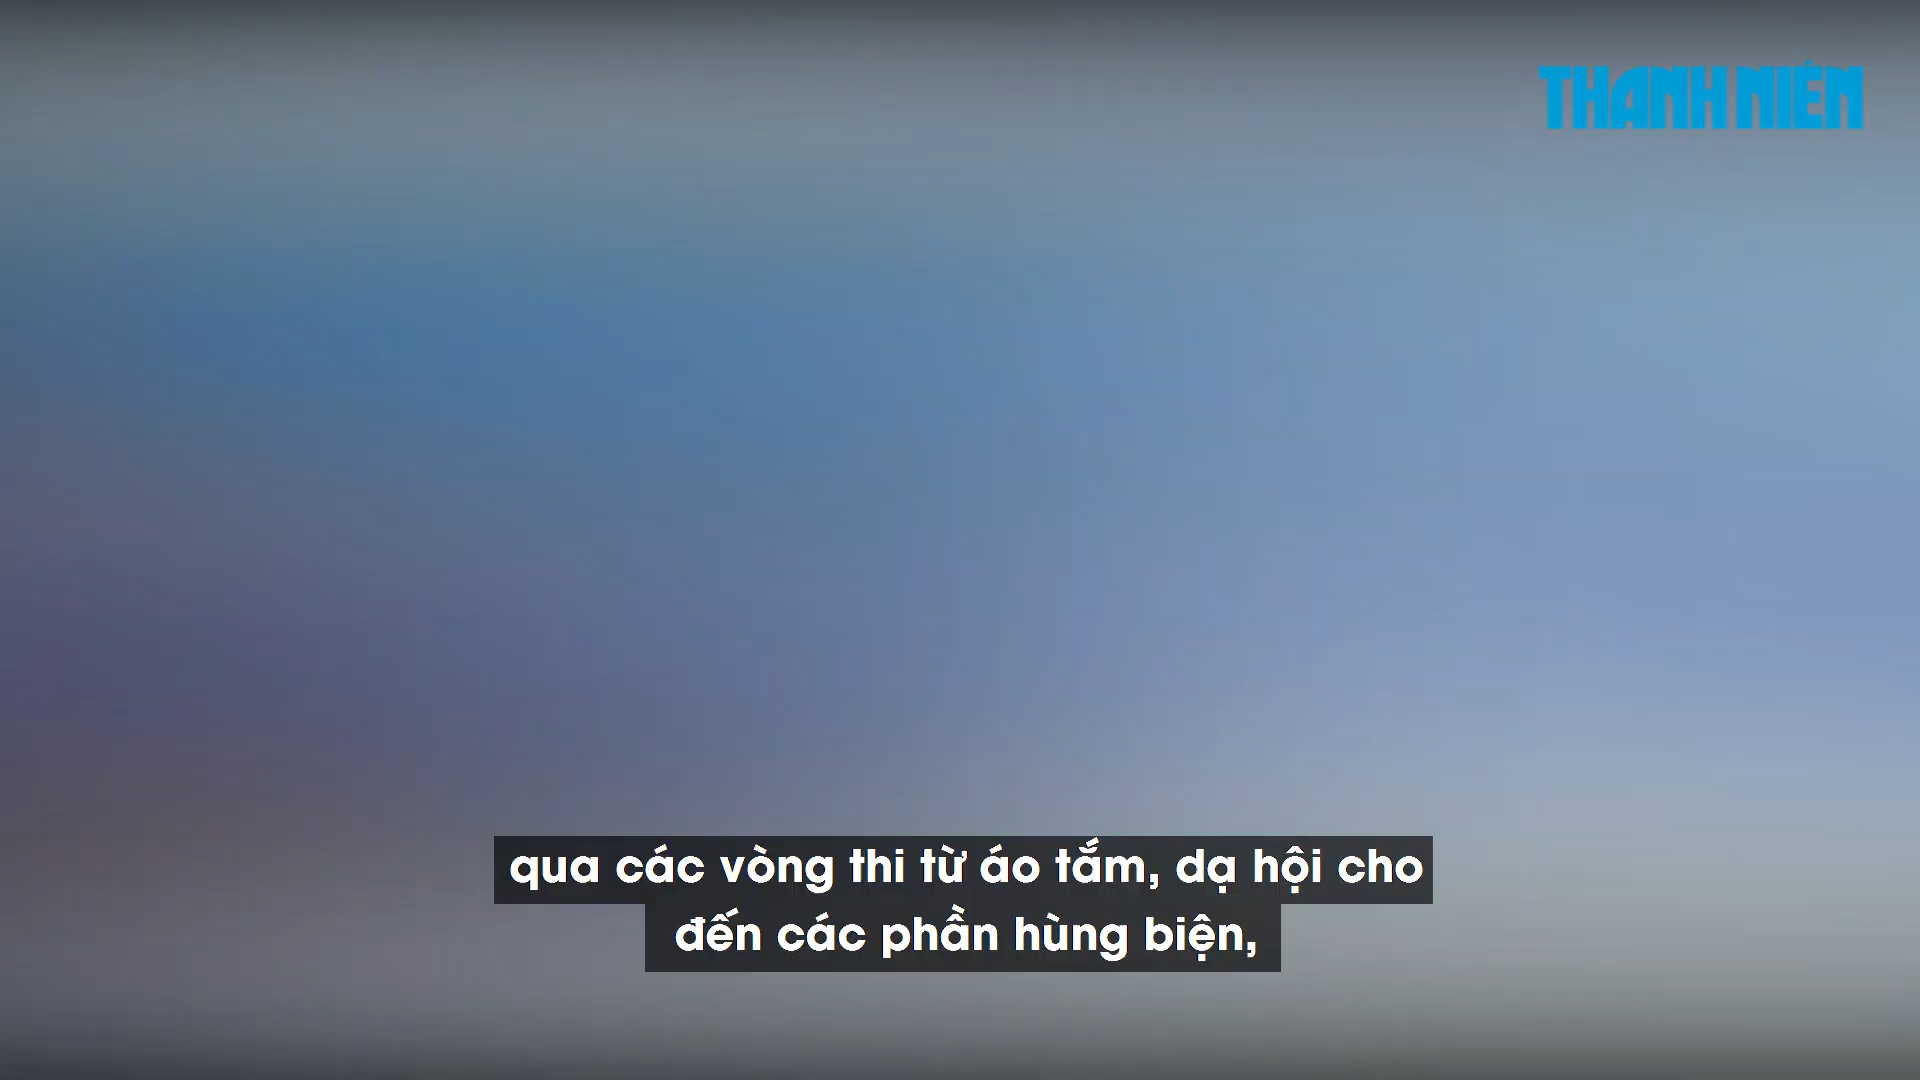 THANH NIÊN
qua các vòng thi từ áo tắm, dạ hội cho
đến các phần hùng biện,